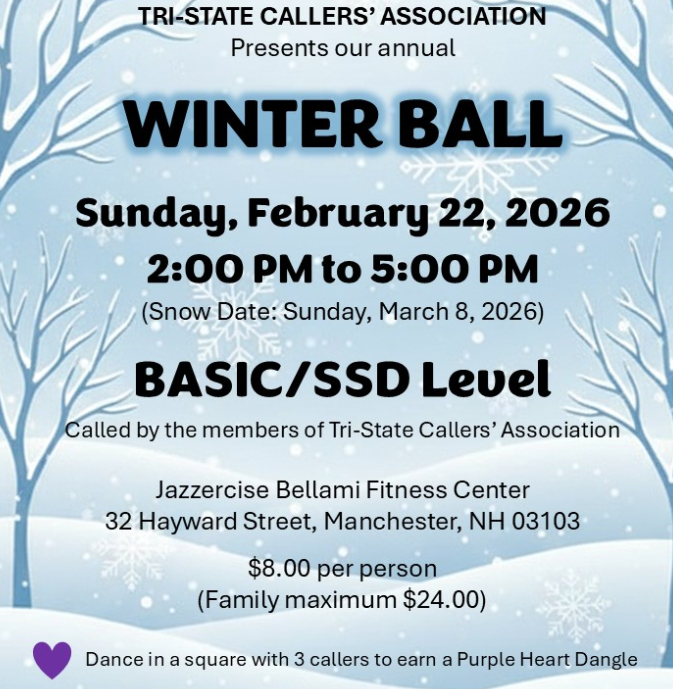 TRI-STATE CALLERS’ ASSOCIATION
Presents our annual
WINTER BALL
Sunday, February 22, 2026
2:00 PM to 5:00 PM
(Snow Date: Sunday, March 8, 2026)
BASIC/SSD Level
Called by the members of Tri-State Callers’ Association
Jazzercise Bellami Fitness Center
32 Hayward Street, Manchester, NH 03103
$8.00 per person
(Family maximum $24.00)
Dance in a square with 3 callers to earn a Purple Heart Dangle